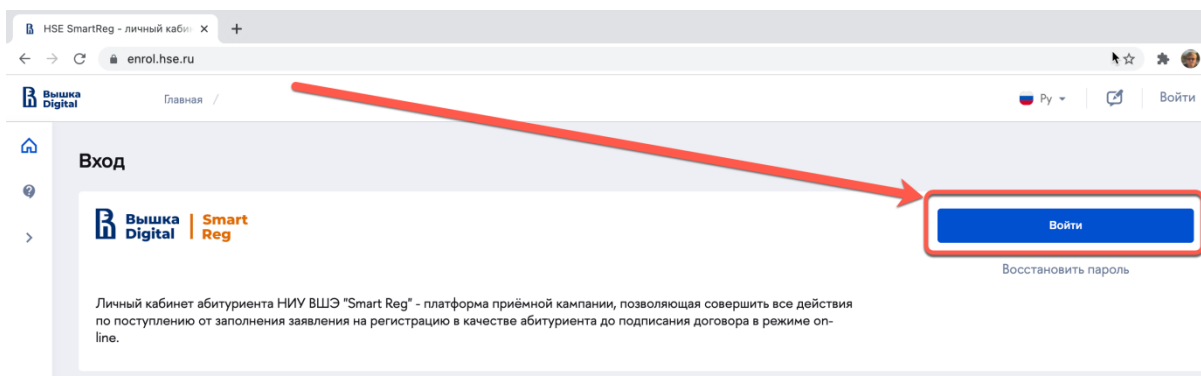 HSE SmartReg - личный каби
enrol.hse.ru
Вышка
Digital
Главная /
Ру
Войти
Вход
Вышка
Digital
Smart
Reg
Войти
Восстановить пароль
Личный кабинет абитуриента НИУ ВШЭ "Smart Reg" - платформа приёмной кампании, позволяющая совершить все действия
по поступлению от заполнения заявления на регистрацию в качестве абитуриента до подписания договора в режиме on-
line.